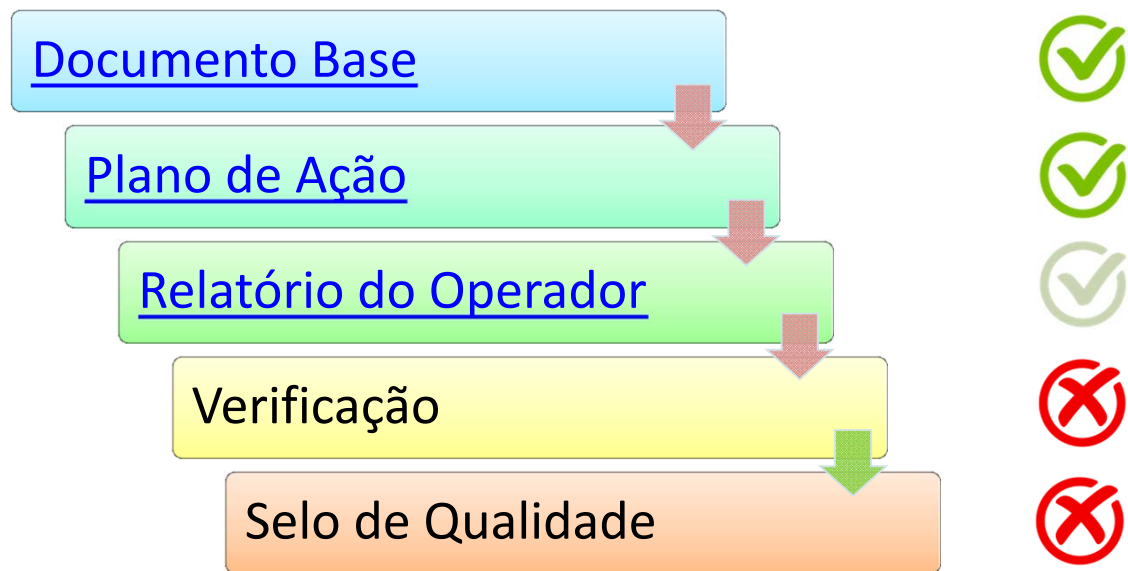 Documento Base
Plano de Ação
Relatório do Operador
Verificação
Selo de Qualidade